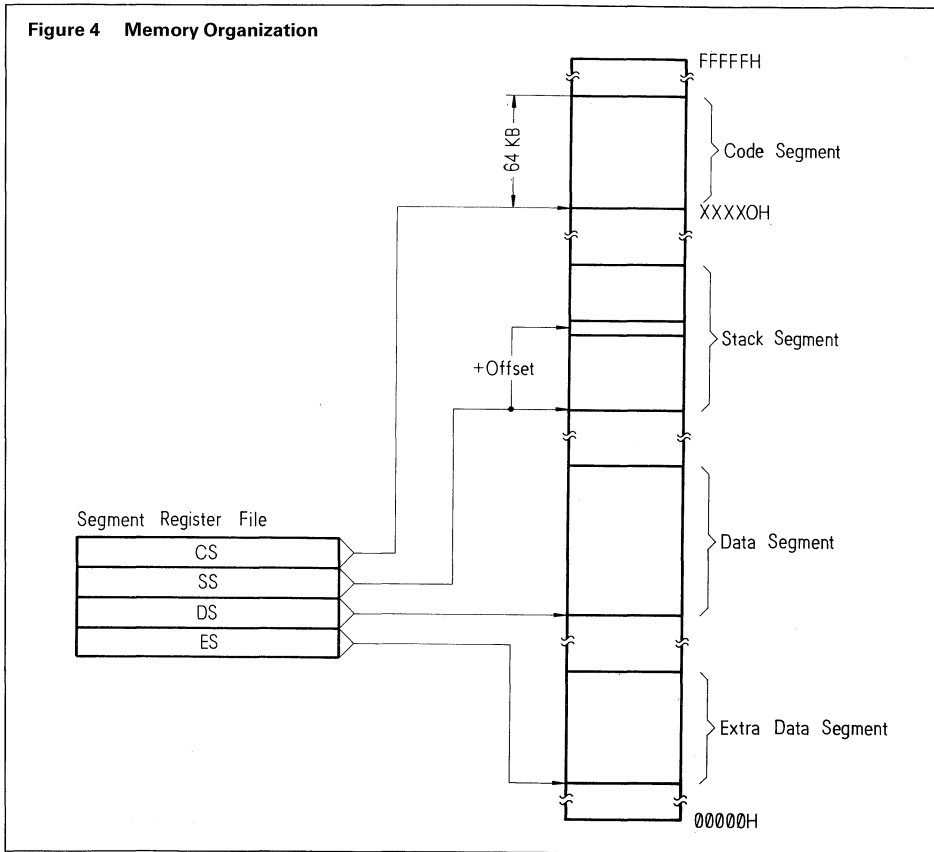 Figure 4 Memory Organization
FFFFFH
64 KB
Code Segment
XXXXOH
Stack Segment
+Offset
Segment Register File
CS
SS
DS
ES
Data Segment
Extra Data Segment
00000H